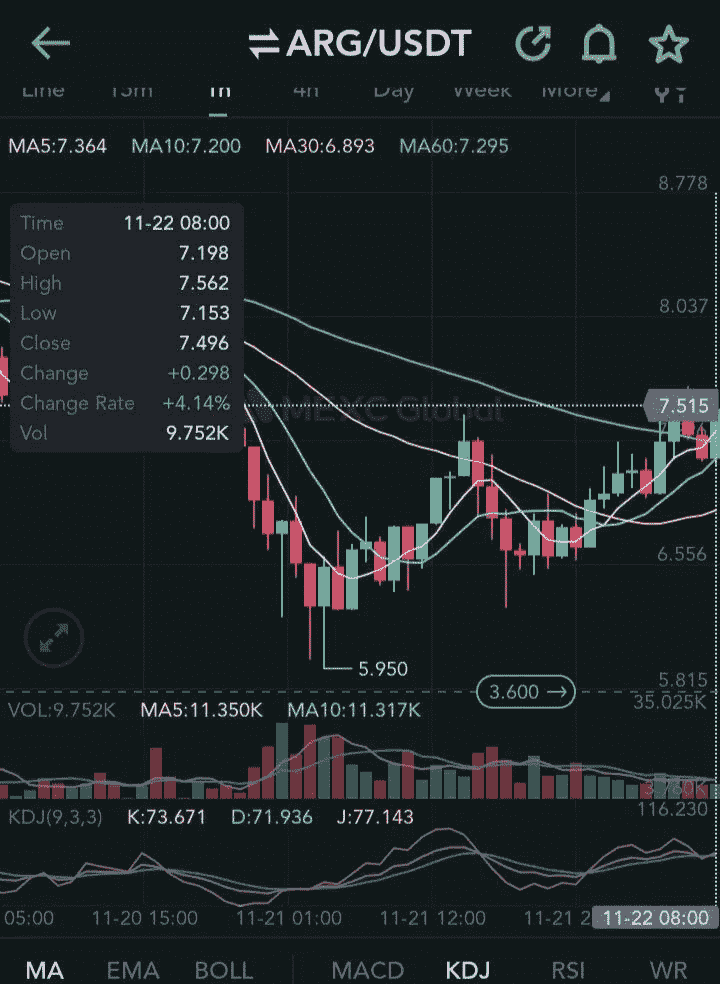 ARG/USDT
Line 15m 1h 4h Day Week More
MA5:7.364 MA10:7.200 MA30:6.893 MA60:7.295
8.778
Time 11-22 08:00
Open 7.198
High 7.562
Low 7.153
Close 7.496
Change +0.298
Change Rate +4.14%
Vol 9.752K
8.037
MEXC Global
7.515
6.556
5.950
5.815
3.600 →
35.025K
VOL:9.752K MA5:11.350K MA10:11.317K
3.760K
116.230
KDJ(9,3,3) K:73.671 D:71.936 J:77.143
05:00 11-20 15:00 11-21 01:00 11-21 12:00 11-21 2 11-22 08:00
MA EMA BOLL MACD KDJ RSI WR